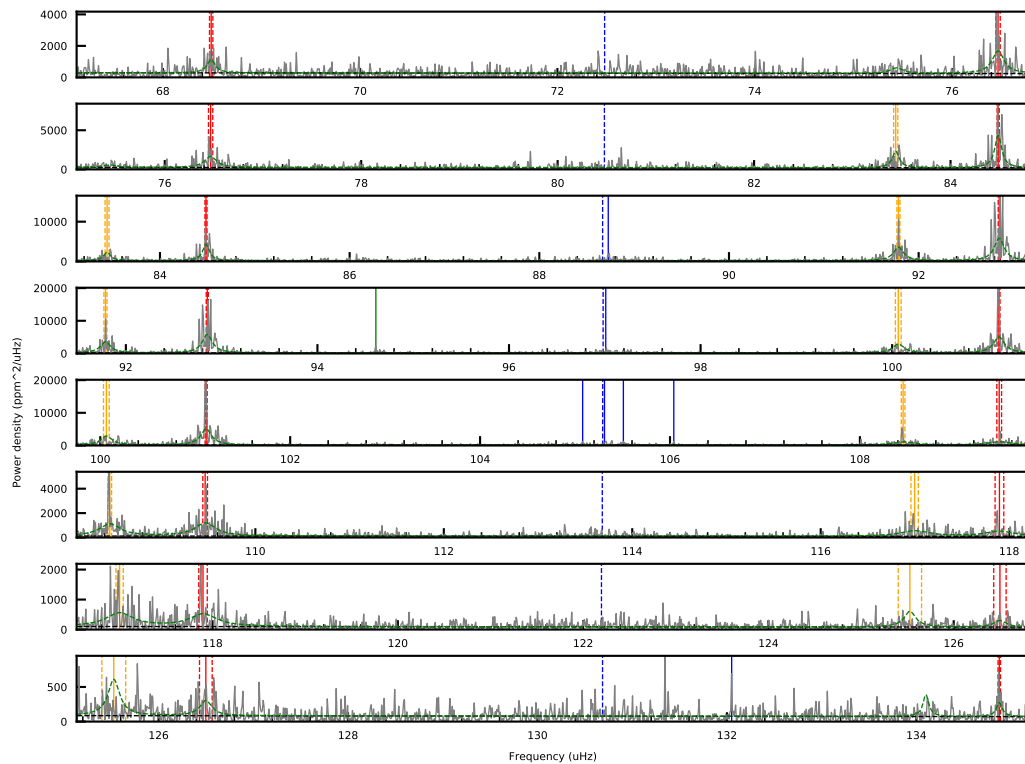 4000
2000
0
68 70 72 74 76
5000
0
76 78 80 82 84
10000
0
84 86 88 90 92
20000
10000
0
92 94 96 98 100
20000
10000
0
100 102 104 106 108
Power density (ppm^2/uHz)
4000
2000
0
110 112 114 116 118
2000
1000
0
118 120 122 124 126
500
0
126 128 130 132 134
Frequency (uHz)